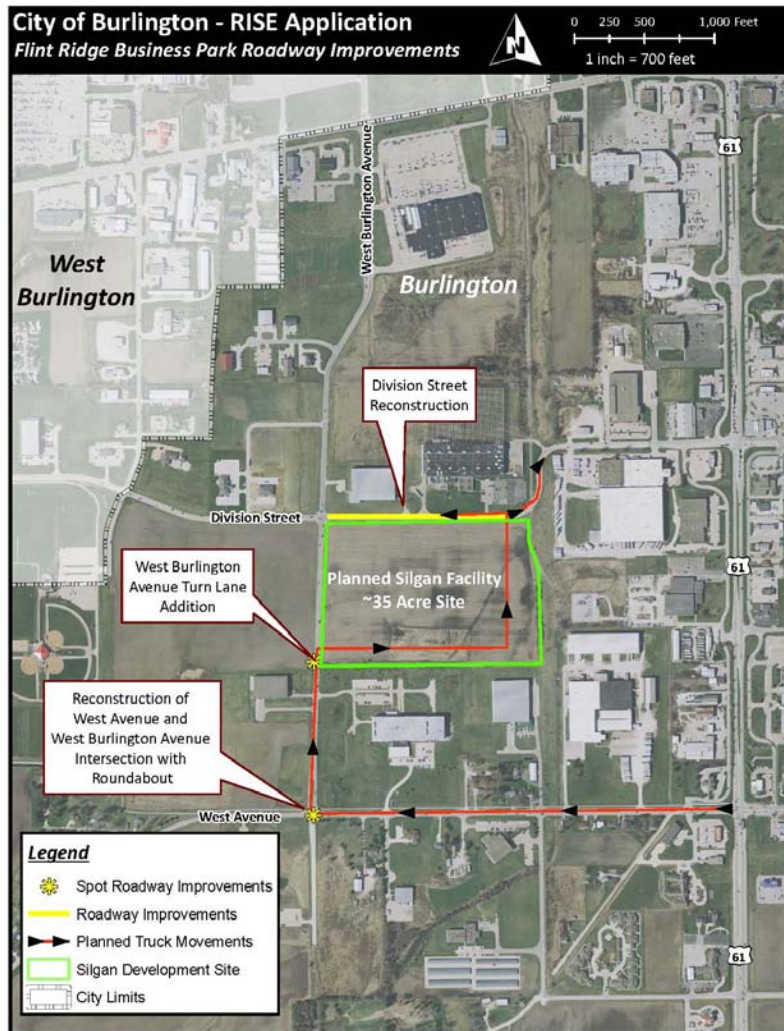 City of Burlington - RISE Application
Flint Ridge Business Park Roadway Improvements
N
0 250 500 1,000 Feet
1 inch = 700 feet
61
West Burlington Avenue
West
Burlington
Burlington
Division Street
Reconstruction
Division Street
West Burlington
Avenue Turn Lane
Addition
Planned Silgan Facility
~35 Acre Site
61
Reconstruction of
West Avenue and
West Burlington Avenue
Intersection with
Roundabout
West Avenue
Legend
Spot Roadway Improvements
Roadway Improvements
Planned Truck Movements
Silgan Development Site
City Limits
61